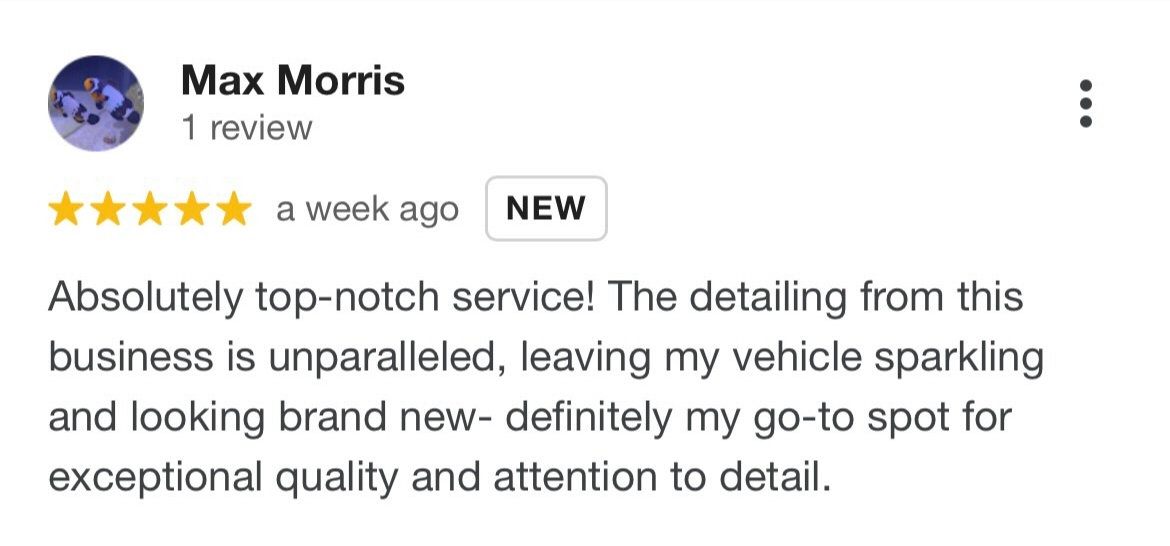 Max Morris
1 review
a week ago NEW
Absolutely top-notch service! The detailing from this
business is unparalleled, leaving my vehicle sparkling
and looking brand new- definitely my go-to spot for
exceptional quality and attention to detail.